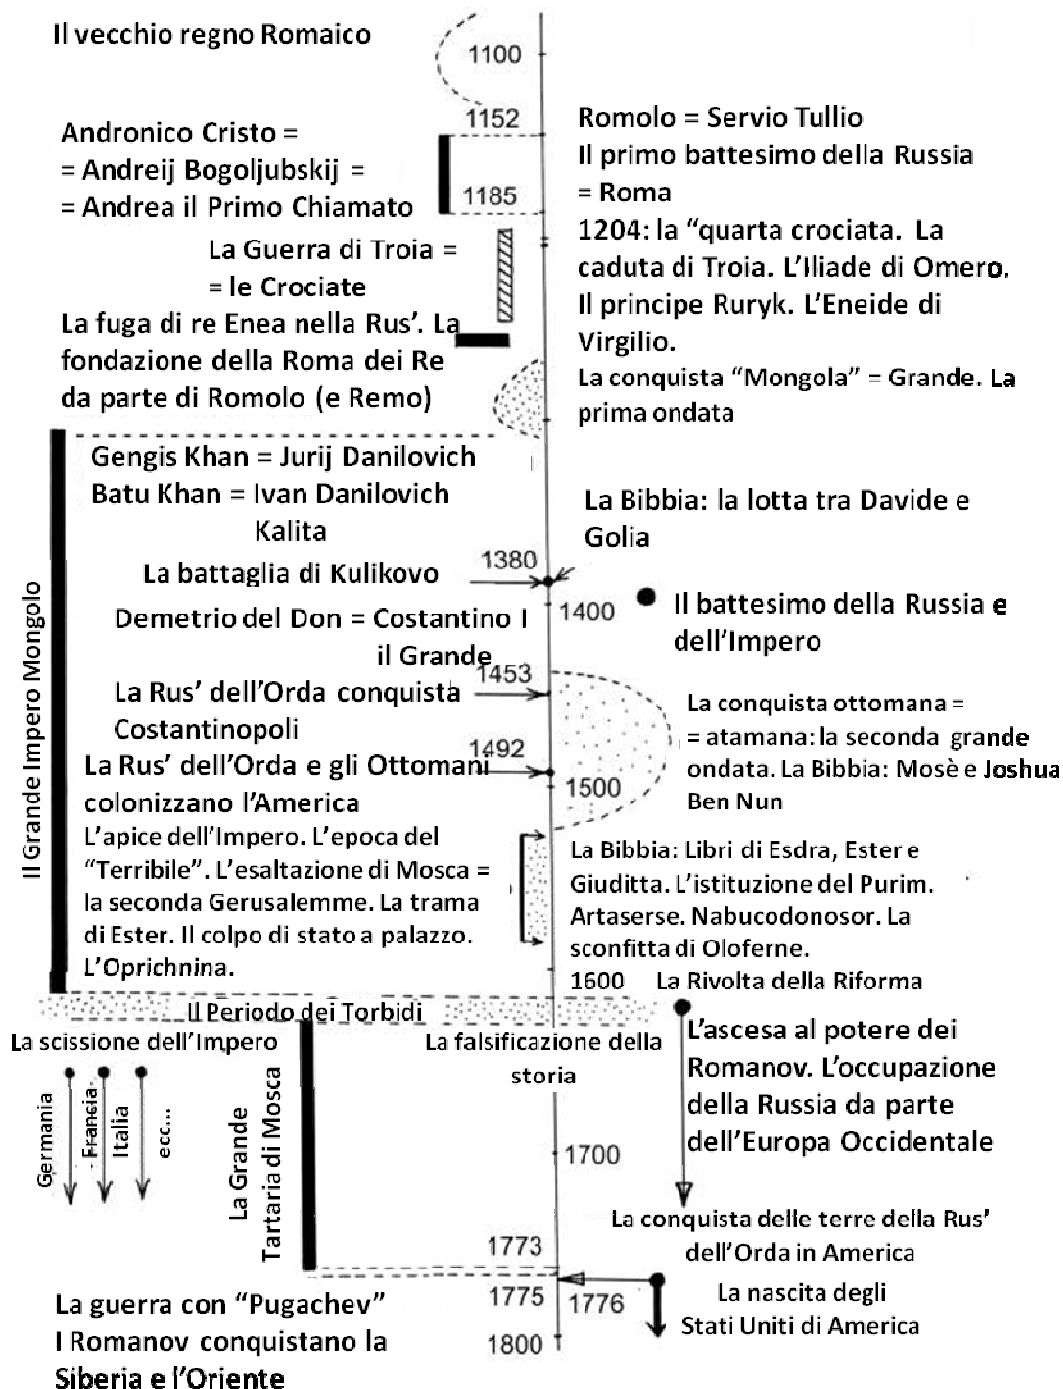 Il vecchio regno Romaico
1100
1152
Andronico Cristo =
= Andreij Bogoljubskij =
= Andrea il Primo Chiamato
1185
Romolo = Servio Tullio
Il primo battesimo della Russia
= Roma
1204: la “quarta crociata. La
caduta di Troia. L’Iliade di Omero.
Il principe Ruryk. L’Eneide di
Virgilio.
La conquista “Mongola” = Grande. La
prima ondata
La Guerra di Troia =
= le Crociate
La fuga di re Enea nella Rus’. La
fondazione della Roma dei Re
da parte di Romolo (e Remo)
Il Grande Impero Mongolo
Gengis Khan = Jurij Danilovich
Batu Khan = Ivan Danilovich
Kalita
La Bibbia: la lotta tra Davide e
Golia
1380
La battaglia di Kulikovo
1400
Il battesimo della Russia e
dell’Impero
Demetrio del Don = Costantino I
il Grande
1453
La Rus’ dell’Orda conquista
Costantinopoli
La conquista ottomana =
= atamana: la seconda grande
ondata. La Bibbia: Mosè e Joshua
Ben Nun
1492
La Rus’ dell’Orda e gli Ottomani
colonizzano l’America
1500
L’apice dell’Impero. L’epoca del
“Terribile”. L’esaltazione di Mosca =
la seconda Gerusalemme. La trama
di Ester. Il colpo di stato a palazzo.
L’Oprichnina.
La Bibbia: Libri di Esdra, Ester e
Giuditta. L’istituzione del Purim.
Artaserse. Nabucodonosor. La
sconfitta di Oloferne.
1600 La Rivolta della Riforma
Il Periodo dei Torbidi
La scissione dell’Impero
La falsificazione della
storia
L’ascesa al potere dei
Romanov. L’occupazione
della Russia da parte
dell’Europa Occidentale
Germania
Francia
Italia
ecc...
La Grande
Tartaria di Mosca
1700
La conquista delle terre della Rus’
dell’Orda in America
1773
1775
1776
La nascita degli
Stati Uniti di America
La guerra con “Pugachev”
I Romanov conquistano la
Siberia e l’Oriente
1800